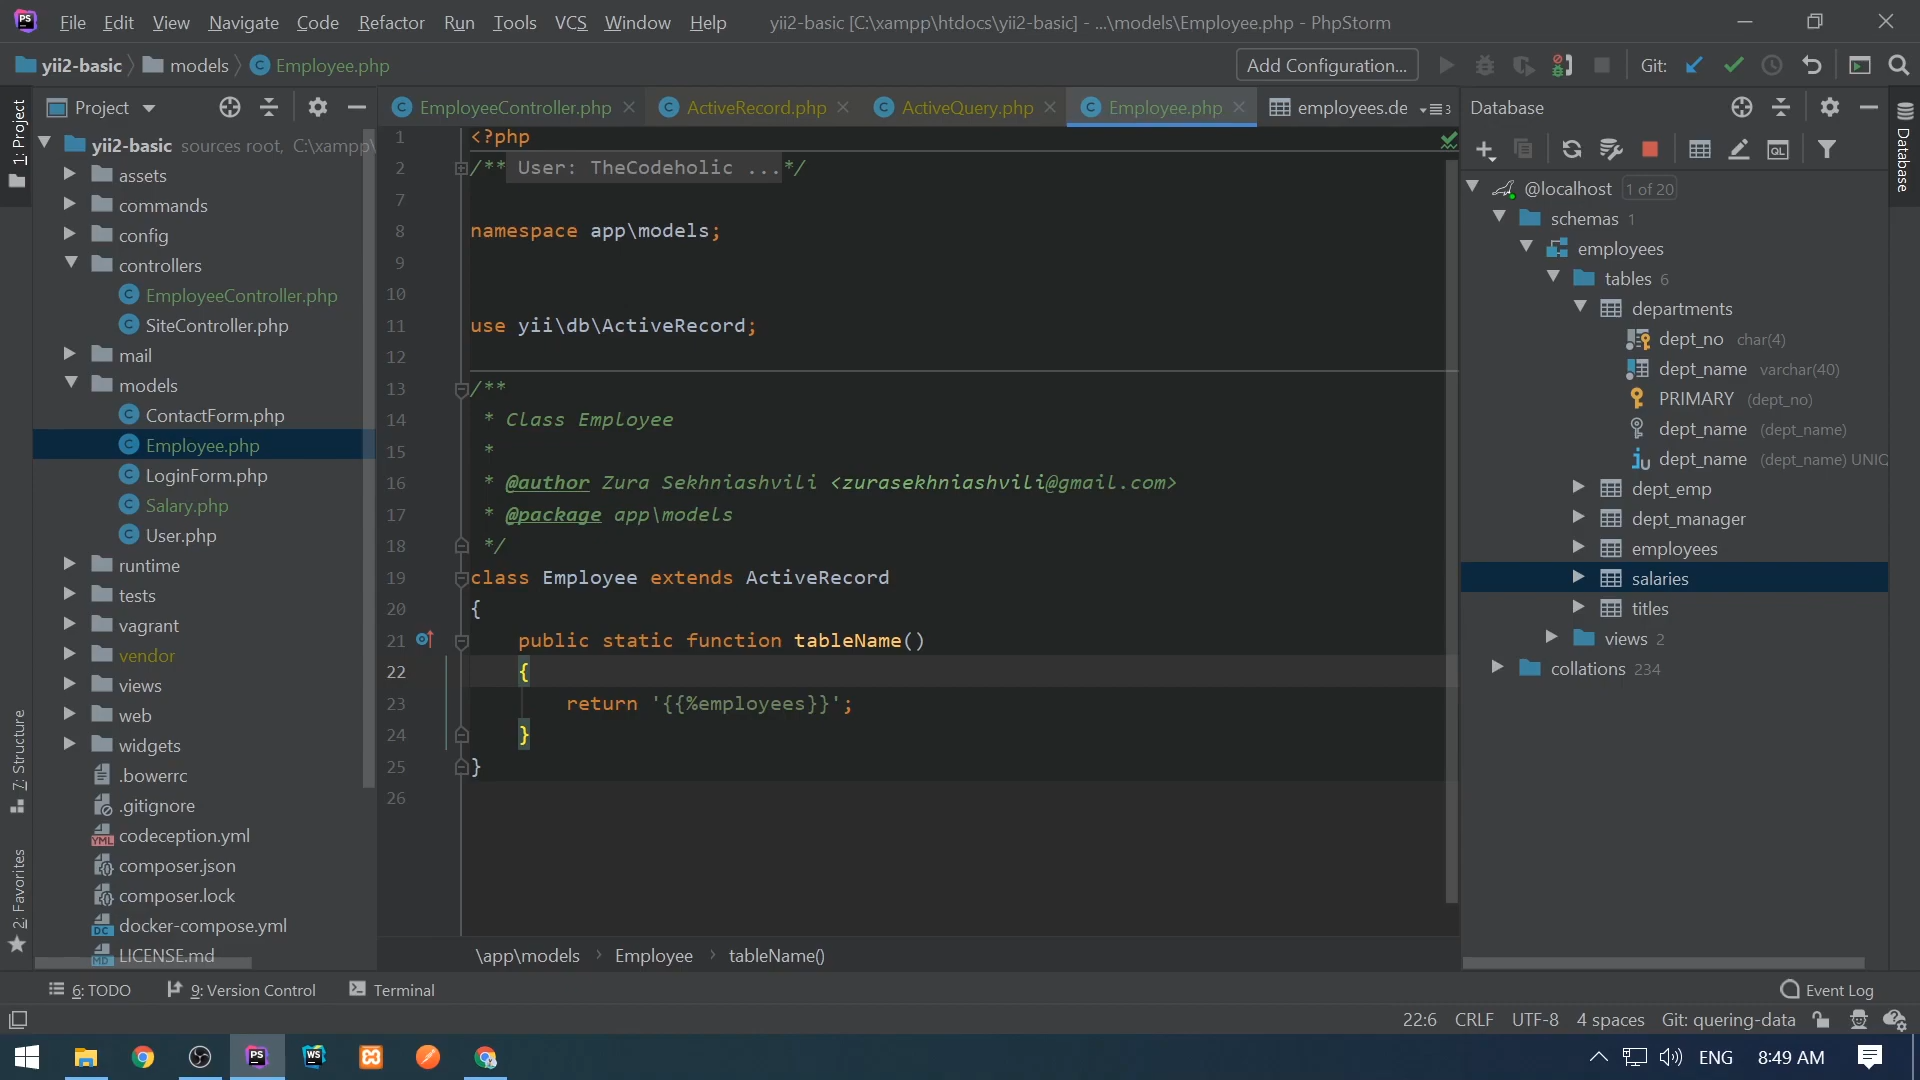 PS File Edit View Navigate Code Refactor Run Tools VCS Window Help yii2-basic [C:\xampp\htdocs\yii2-basic] - ...\models\Employee.php - PhpStorm
yii2-basic models Employee.php Add Configuration... Git:
1: Project
Project
yii2-basic sources root, C:\xampp\
assets
commands
config
controllers
EmployeeController.php
SiteController.php
mail
models
ContactForm.php
Employee.php
LoginForm.php
Salary.php
User.php
runtime
tests
vagrant
vendor
views
web
widgets
.bowerrc
.gitignore
codeception.yml
composer.json
composer.lock
docker-compose.yml
LICENSE.md
7: Structure
2: Favorites
EmployeeController.php ActiveRecord.php ActiveQuery.php Employee.php employees.de 3
1 <?php
2 /** User: TheCodeholic ... */
7
8 namespace app\models;
9
10
11 use yii\db\ActiveRecord;
12
13 /**
14 * Class Employee
15 *
16 * @author Zura Sekhniashvili <zurasekhniashvili@gmail.com>
17 * @package app\models
18 */
19 class Employee extends ActiveRecord
20 {
21 public static function tableName()
22 {
23 return '{{%employees}}';
24 }
25 }
26
\app\models Employee tableName()
Database
QL
@localhost 1 of 20
schemas 1
employees
tables 6
departments
dept_no char(4)
dept_name varchar(40)
PRIMARY (dept_no)
dept_name (dept_name)
dept_name (dept_name) UNIQ
dept_emp
dept_manager
employees
salaries
titles
views 2
collations 234
Database
6: TODO 9: Version Control Terminal Event Log
22:6 CRLF UTF-8 4 spaces Git: quering-data
PS WS ENG 8:49 AM